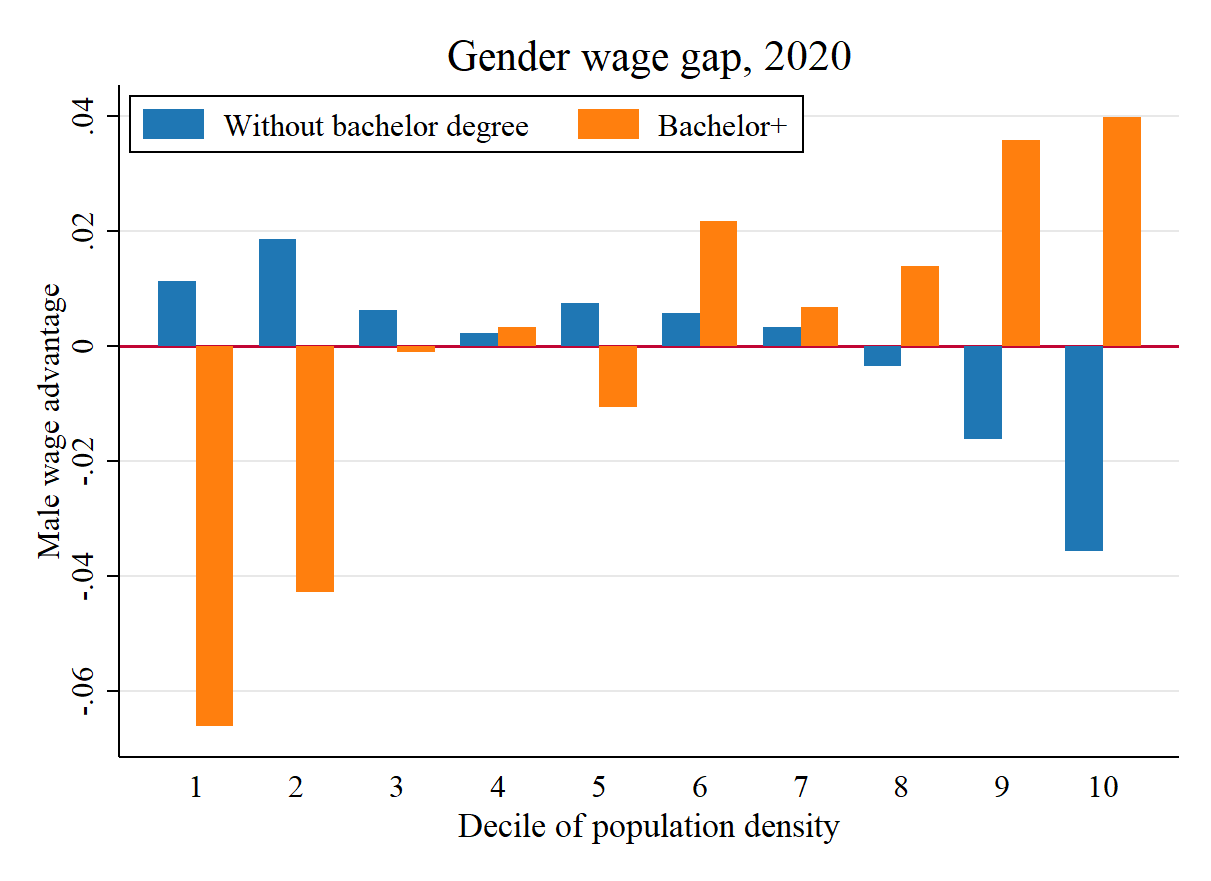 Gender wage gap, 2020
Without bachelor degree Bachelor+
Male wage advantage
.04
.02
0
-.02
-.04
-.06
1 2 3 4 5 6 7 8 9 10
Decile of population density